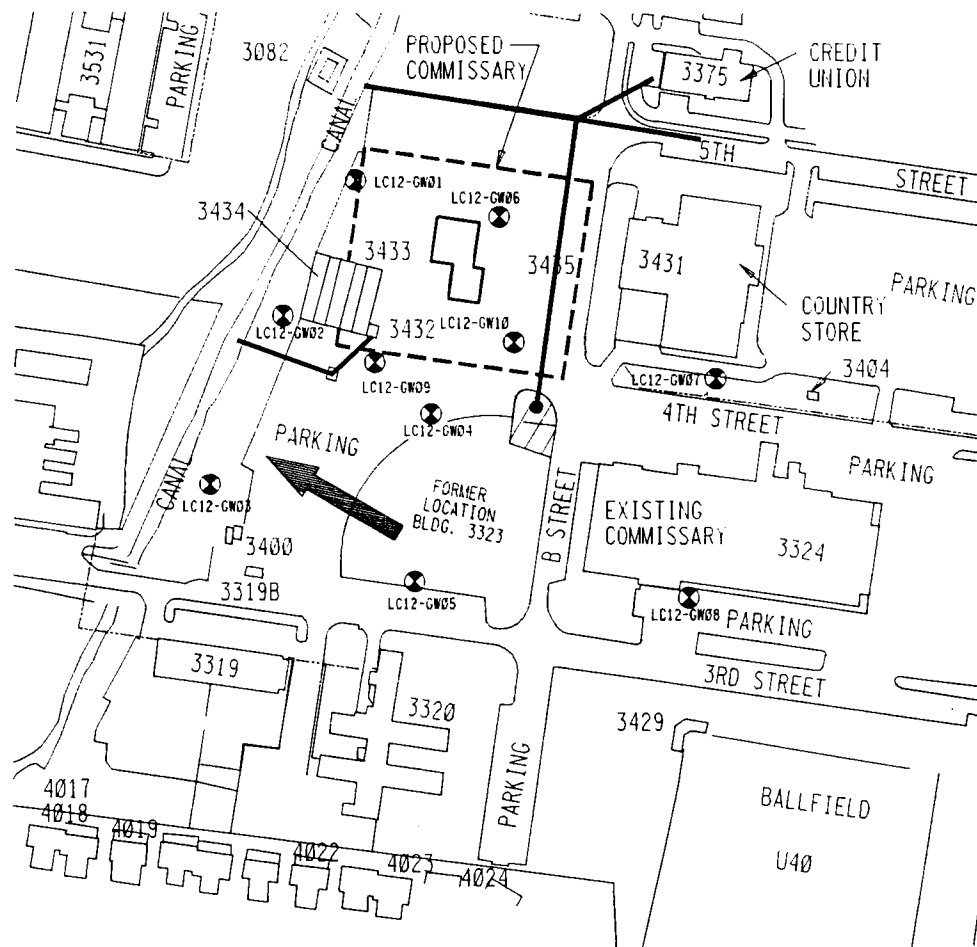 3531
PARKING
3082
CANAL
PROPOSED
COMMISSARY
3375
CREDIT
UNION
5TH
STREET
LC12-GW01
LC12-GW06
3434
3433
3435
3431
PARKING
COUNTRY
STORE
LC12-GW02
3432
LC12-GW10
LC12-GW09
LC12-GW07
3404
LC12-GW04
4TH STREET
PARKING
PARKING
CANAL
LC12-GW03
FORMER
LOCATION
BLDG. 3323
B STREET
EXISTING
COMMISSARY
3324
3400
3319B
LC12-GW05
LC12-GW08
PARKING
3319
3RD STREET
3320
3429
PARKING
BALLFIELD
U40
4017
4018
4019
4022
4023
4024